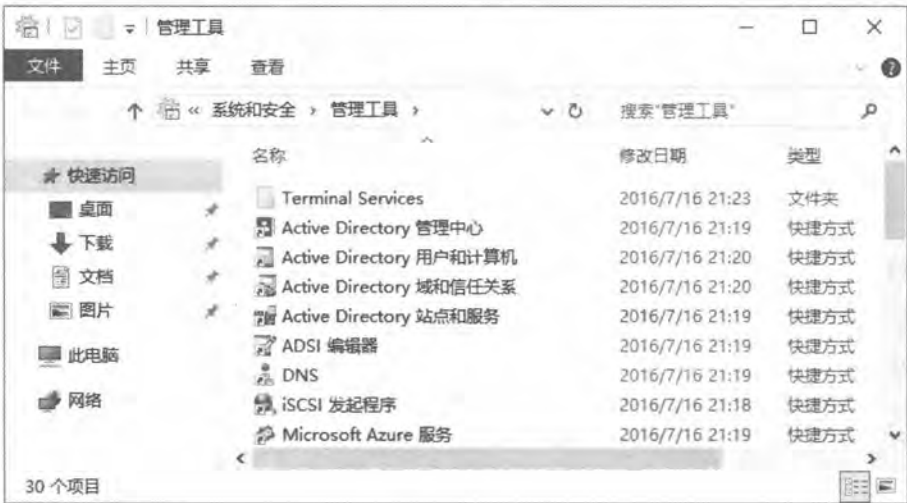 管理工具
文件 主页 共享 查看
↑ « 系统和安全 › 管理工具 › 搜索"管理工具"
名称 修改日期 类型
快速访问
桌面
下载
文档
图片
此电脑
网络
Terminal Services 2016/7/16 21:23 文件夹
Active Directory 管理中心 2016/7/16 21:19 快捷方式
Active Directory 用户和计算机 2016/7/16 21:20 快捷方式
Active Directory 域和信任关系 2016/7/16 21:20 快捷方式
Active Directory 站点和服务 2016/7/16 21:19 快捷方式
ADSI 编辑器 2016/7/16 21:19 快捷方式
DNS 2016/7/16 21:19 快捷方式
iSCSI 发起程序 2016/7/16 21:18 快捷方式
Microsoft Azure 服务 2016/7/16 21:19 快捷方式
30 个项目